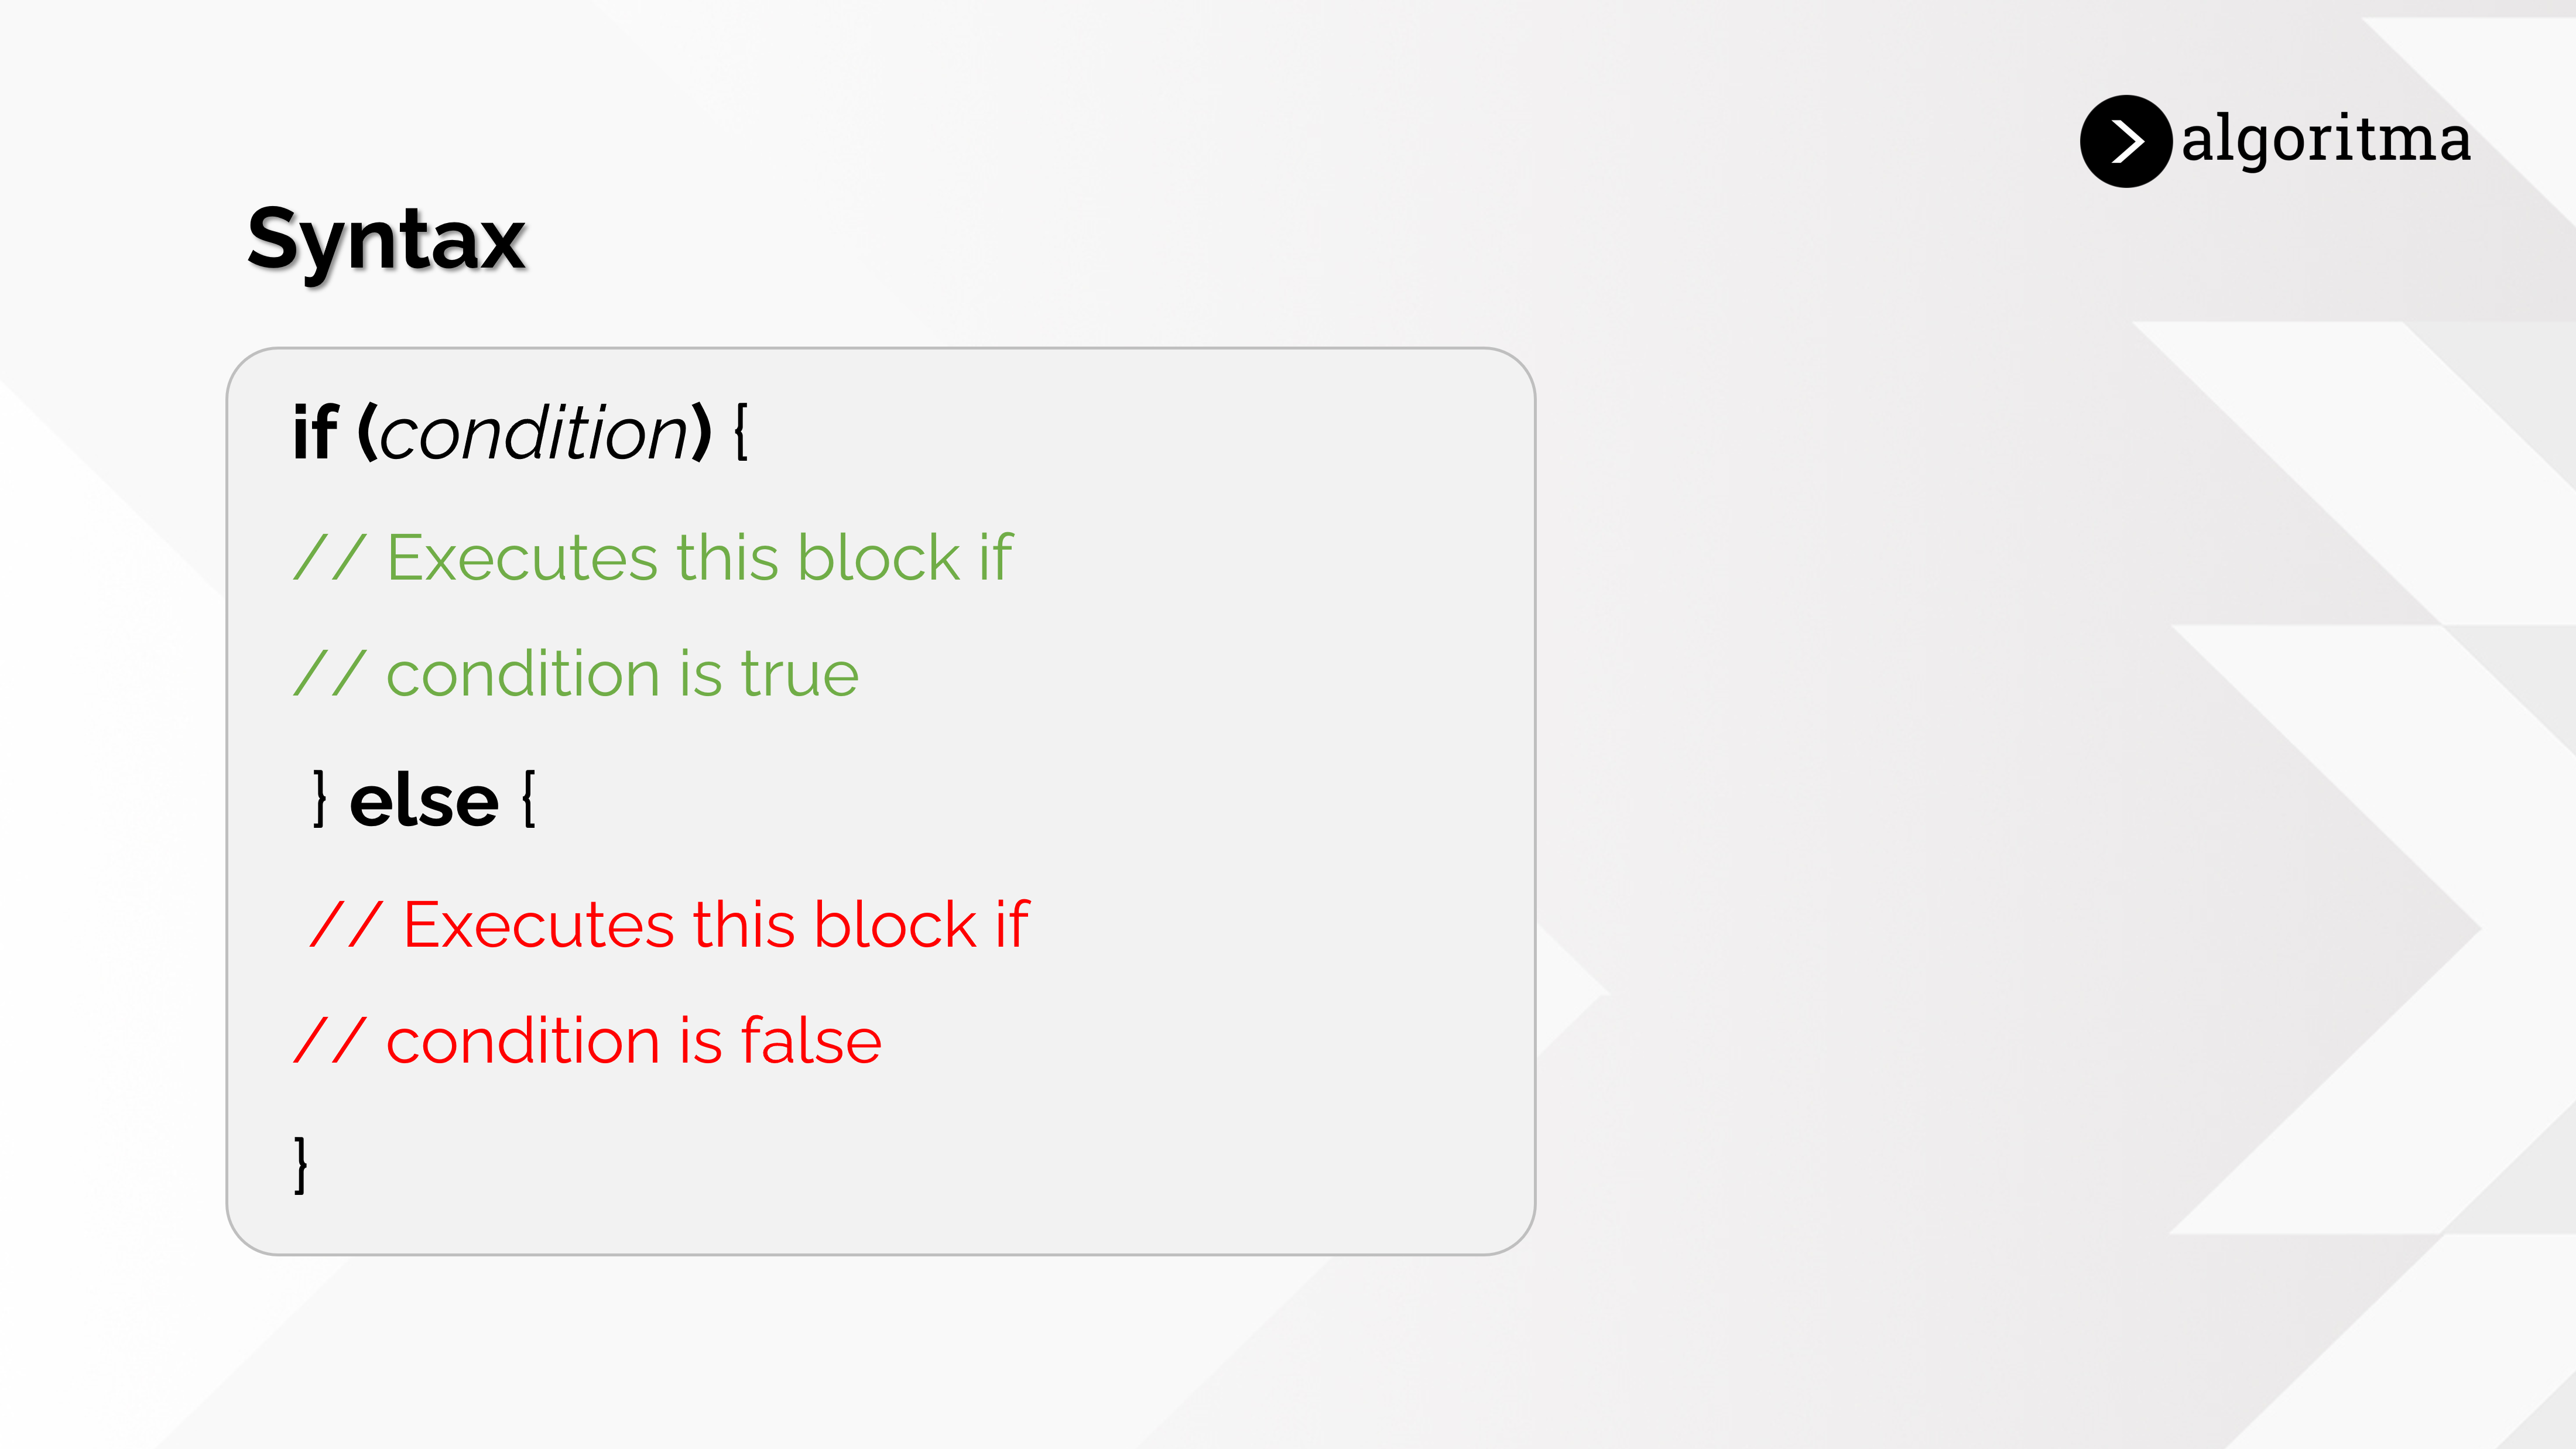 algoritma
Syntax
if (condition) {
// Executes this block if
// condition is true
} else {
// Executes this block if
// condition is false
}